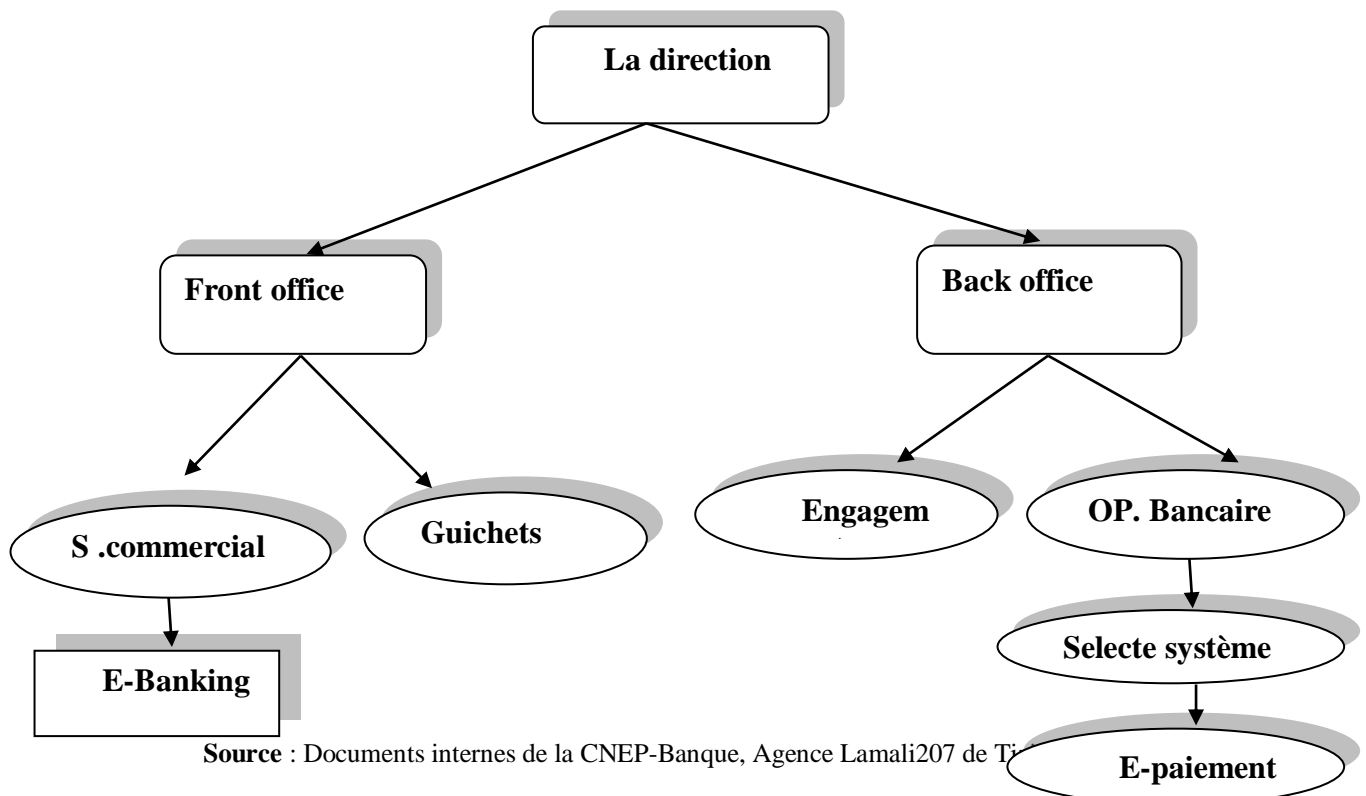 La direction
Front office
Back office
S .commercial
Guichets
Engagem
OP. Bancaire
Selecte système
E-Banking
E-paiement
Source : Documents internes de la CNEP-Banque, Agence Lamali207 de